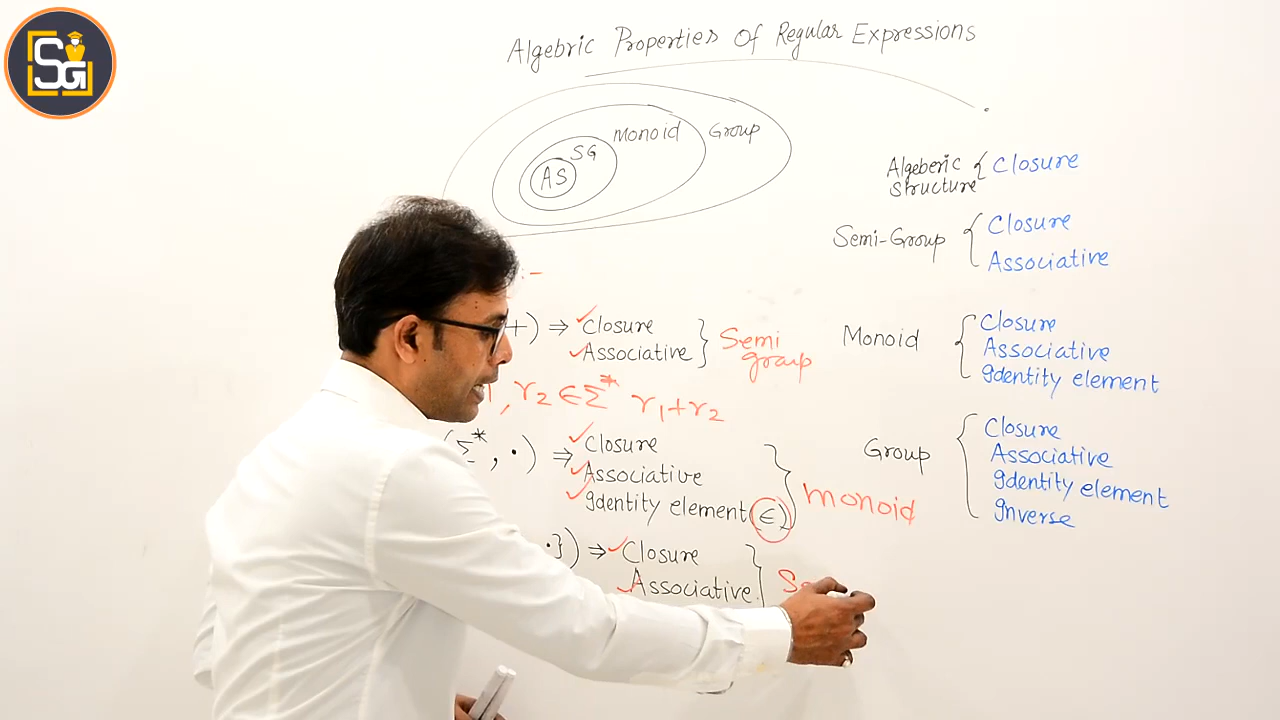 SG
Algebric Properties Of Regular Expressions
AS
SG
Monoid
Group
Algeberic structure { Closure
Semi-Group { Closure
Associative
Monoid { Closure
Associative
Identity element
Group { Closure
Associative
Identity element
Inverse
:-
+) ⇒ Closure
Associative } Semi group
, r₂ ∈ Σ* r₁+r₂
(Σ*, ·) ⇒ Closure
Associative
Identity element (∈) } monoid
·}) ⇒ Closure
Associative }